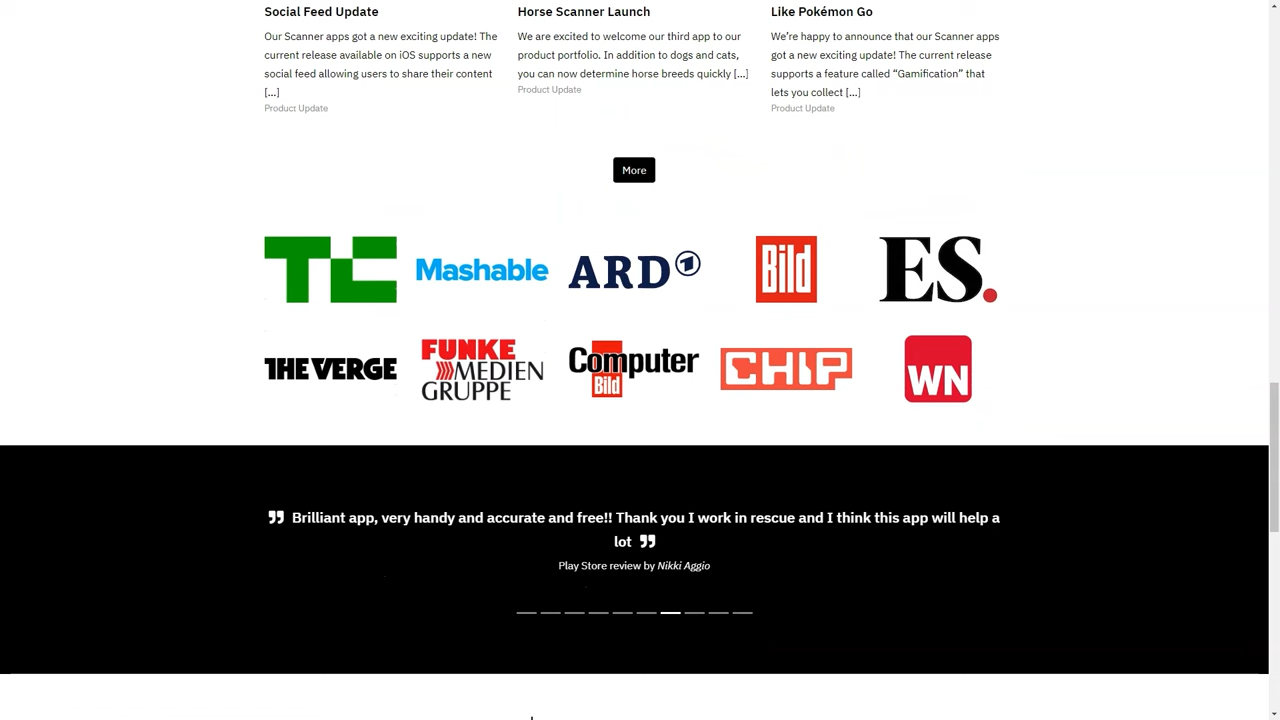 Social Feed Update
Our Scanner apps got a new exciting update! The
current release available on iOS supports a new
social feed allowing users to share their content
[...]
Product Update
Horse Scanner Launch
We are excited to welcome our third app to our
product portfolio. In addition to dogs and cats,
you can now determine horse breeds quickly [...]
Product Update
Like Pokémon Go
We’re happy to announce that our Scanner apps
got a new exciting update! The current release
supports a feature called “Gamification” that
lets you collect [...]
Product Update
More
TC
Mashable
ARD 1
Bild
ES.
THE VERGE
FUNKE
MEDIEN
GRUPPE
Computer
Bild
CHIP
WN
" Brilliant app, very handy and accurate and free!! Thank you I work in rescue and I think this app will help a
lot "
Play Store review by Nikki Aggio